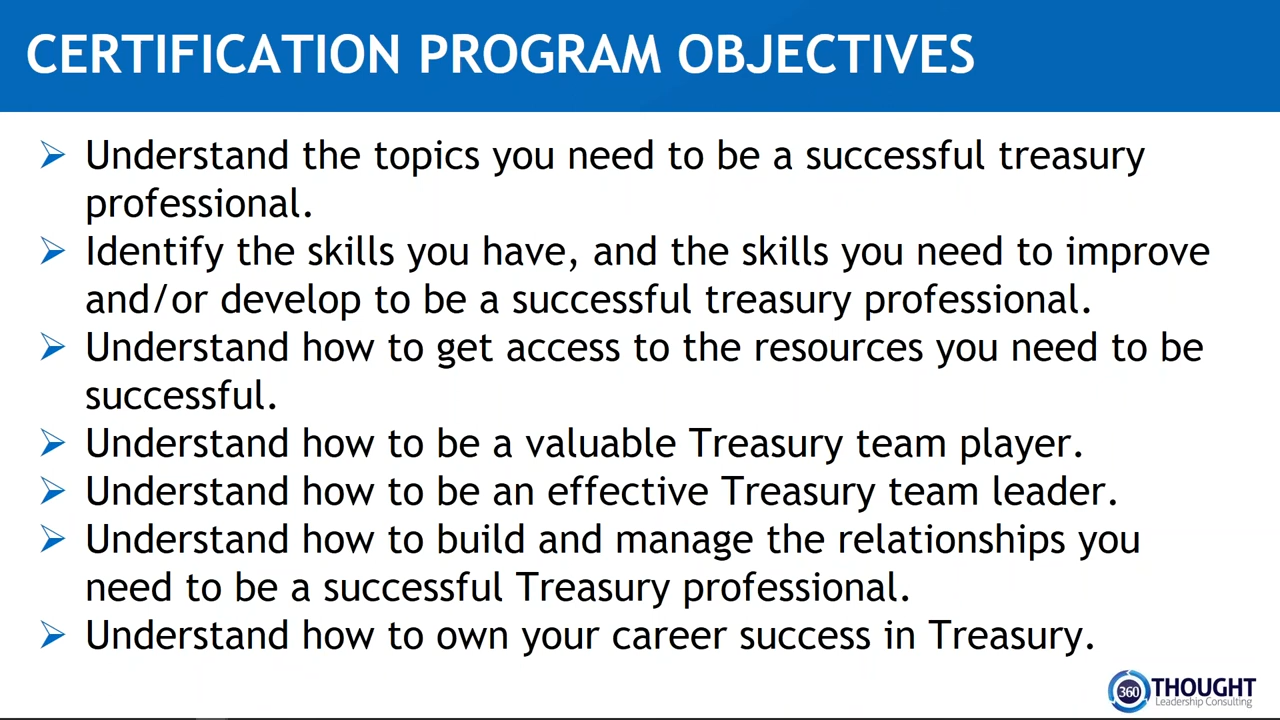 CERTIFICATION PROGRAM OBJECTIVES
Understand the topics you need to be a successful treasury
professional.
Identify the skills you have, and the skills you need to improve
and/or develop to be a successful treasury professional.
Understand how to get access to the resources you need to be
successful.
Understand how to be a valuable Treasury team player.
Understand how to be an effective Treasury team leader.
Understand how to build and manage the relationships you
need to be a successful Treasury professional.
Understand how to own your career success in Treasury.
360 THOUGHT
Leadership Consulting